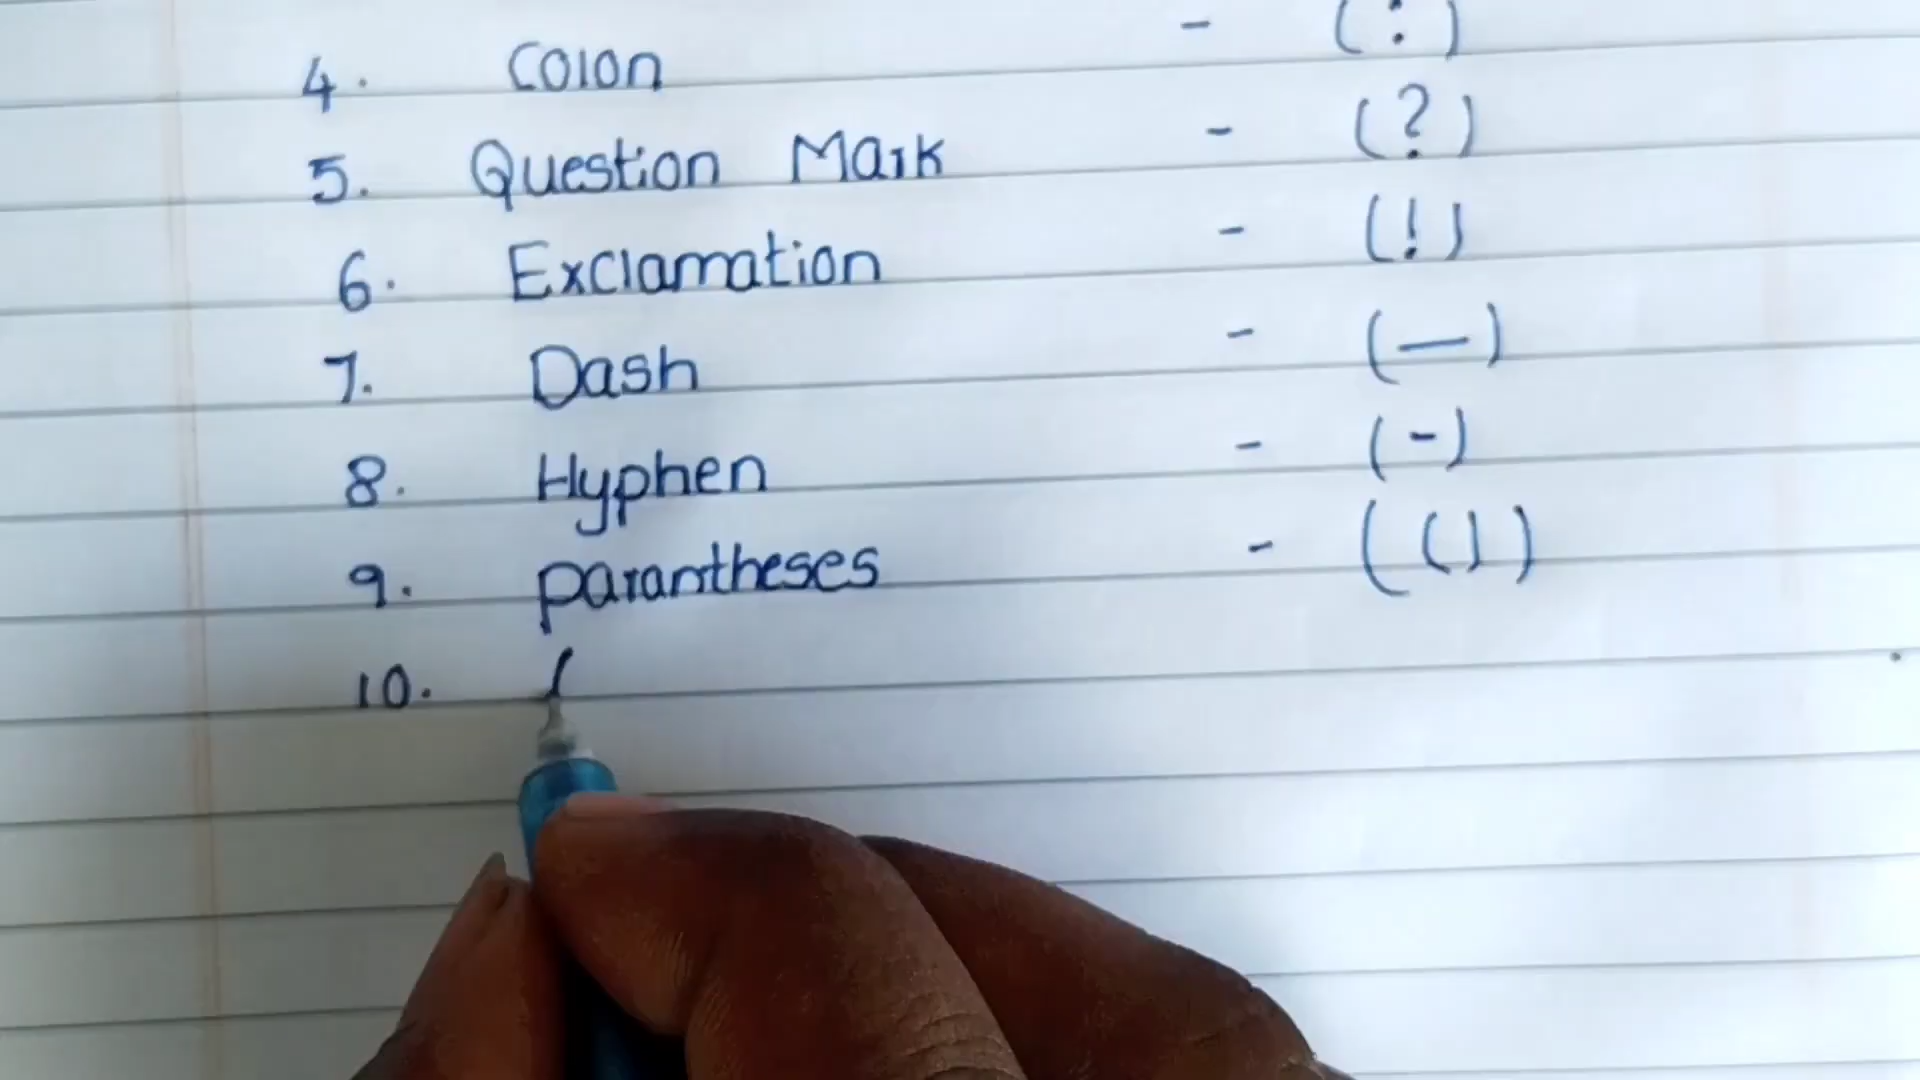 4. Colon - (:)
5. Question Mark - (?)
6. Exclamation - (!)
7. Dash - (—)
8. Hyphen - (-)
9. Parantheses - (())
10.